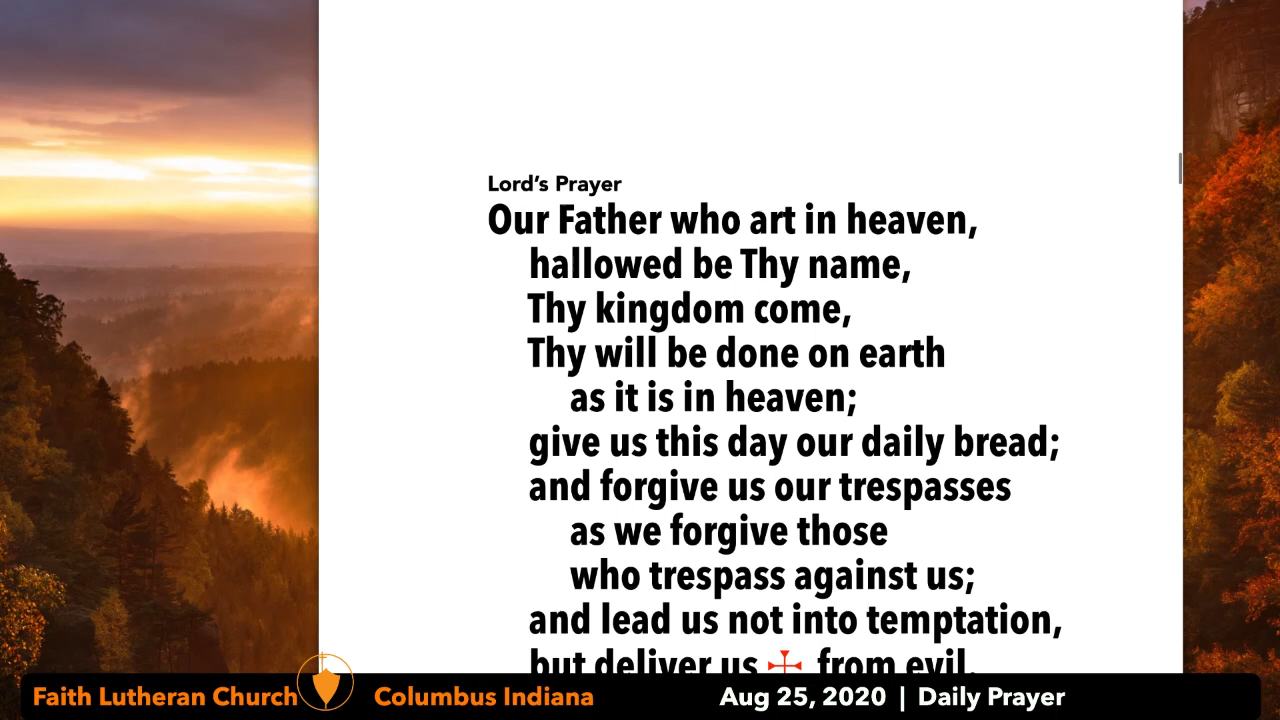 Lord's Prayer
Our Father who art in heaven,
hallowed be Thy name,
Thy kingdom come,
Thy will be done on earth
as it is in heaven;
give us this day our daily bread;
and forgive us our trespasses
as we forgive those
who trespass against us;
and lead us not into temptation,
but deliver us ☩ from evil.
Faith Lutheran Church Columbus Indiana Aug 25, 2020 | Daily Prayer